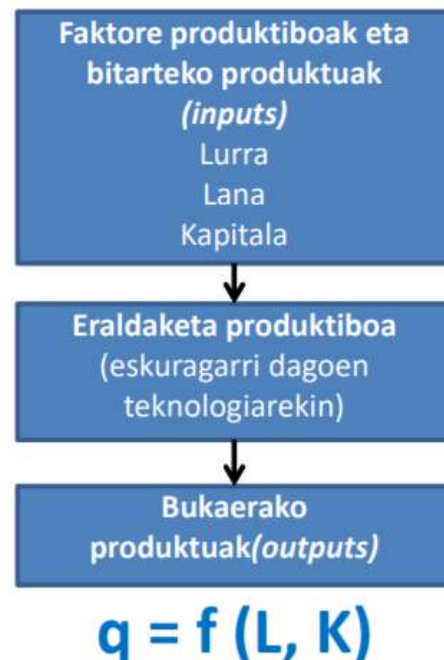 Faktore produktiboak eta
bitarteko produktuak
(inputs)
Lurra
Lana
Kapitala
Eraldaketa produktiboa
(eskuragarri dagoen
teknologiarekin)
Bukaerako
produktuak(outputs)
q = f (L, K)